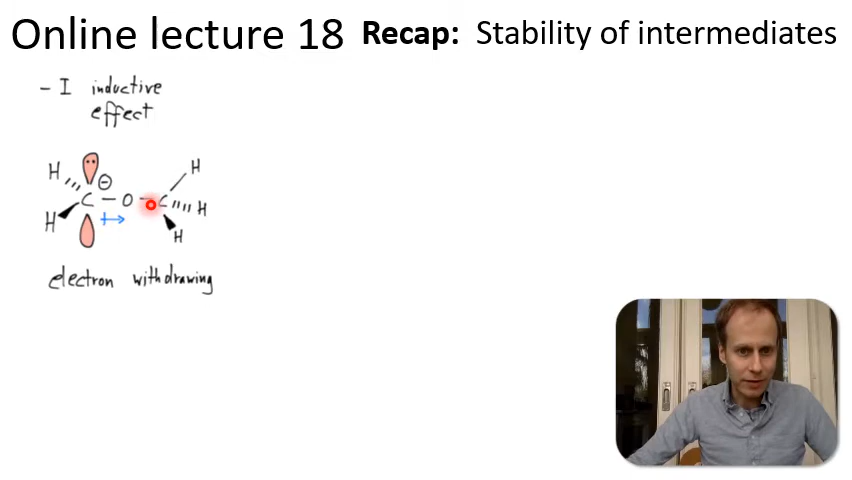 Online lecture 18 Recap: Stability of intermediates
- I inductive
effect
H
H
⊖
C - O - C
H
H
H
electron withdrawing